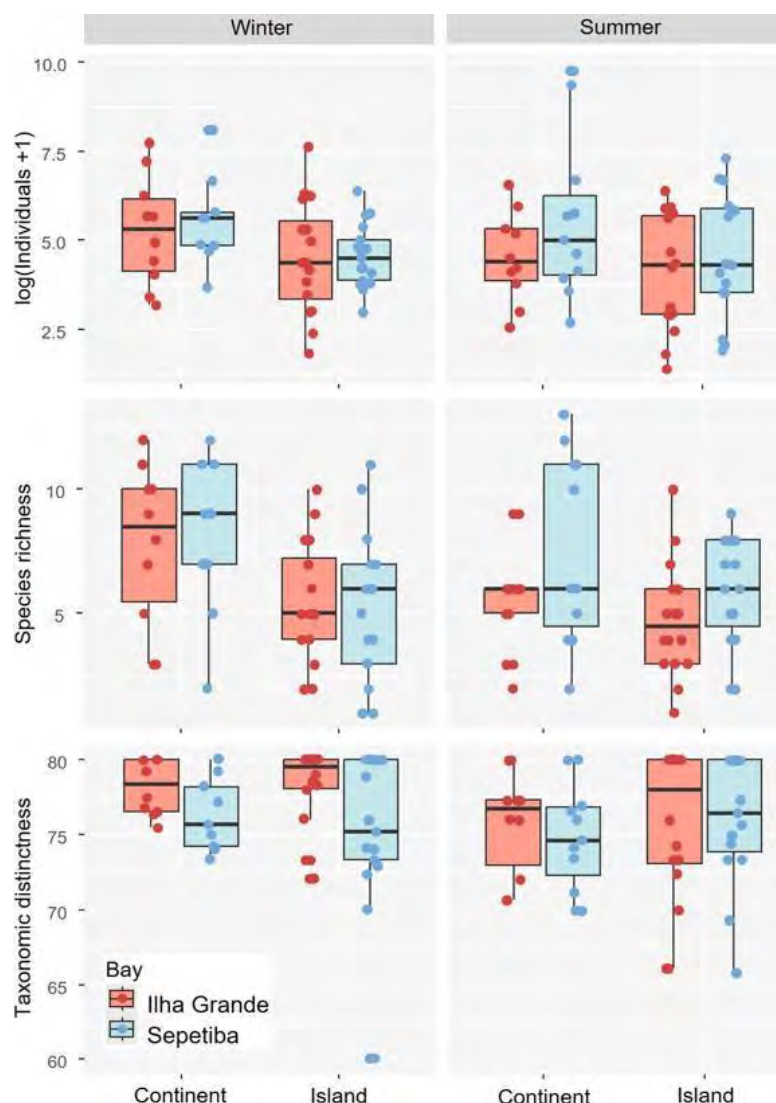 Winter
Summer
log(Individuals +1)
10.0
7.5
5.0
2.5
Species richness
10
5
Taxonomic distinctness
80
75
70
65
60
Bay
Ilha Grande
Sepetiba
Continent
Island
Continent
Island